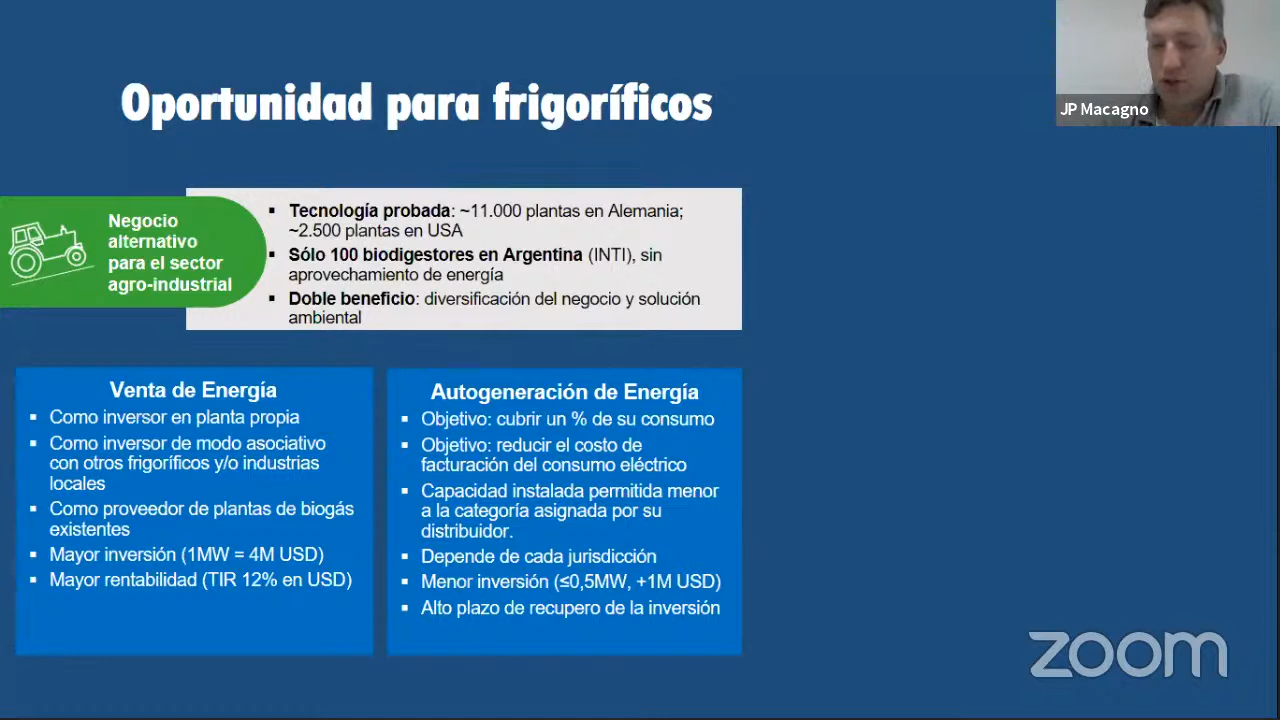 Oportunidad para frigoríficos
JP Macagno
Negocio
alternativo
para el sector
agro-industrial
▪ Tecnología probada: ~11.000 plantas en Alemania;
~2.500 plantas en USA
▪ Sólo 100 biodigestores en Argentina (INTI), sin
aprovechamiento de energía
▪ Doble beneficio: diversificación del negocio y solución
ambiental
Venta de Energía
▪ Como inversor en planta propia
▪ Como inversor de modo asociativo
con otros frigoríficos y/o industrias
locales
▪ Como proveedor de plantas de biogás
existentes
▪ Mayor inversión (1MW = 4M USD)
▪ Mayor rentabilidad (TIR 12% en USD)
Autogeneración de Energía
▪ Objetivo: cubrir un % de su consumo
▪ Objetivo: reducir el costo de
facturación del consumo eléctrico
▪ Capacidad instalada permitida menor
a la categoría asignada por su
distribuidor.
▪ Depende de cada jurisdicción
▪ Menor inversión (≤0,5MW, +1M USD)
▪ Alto plazo de recupero de la inversión
zoom